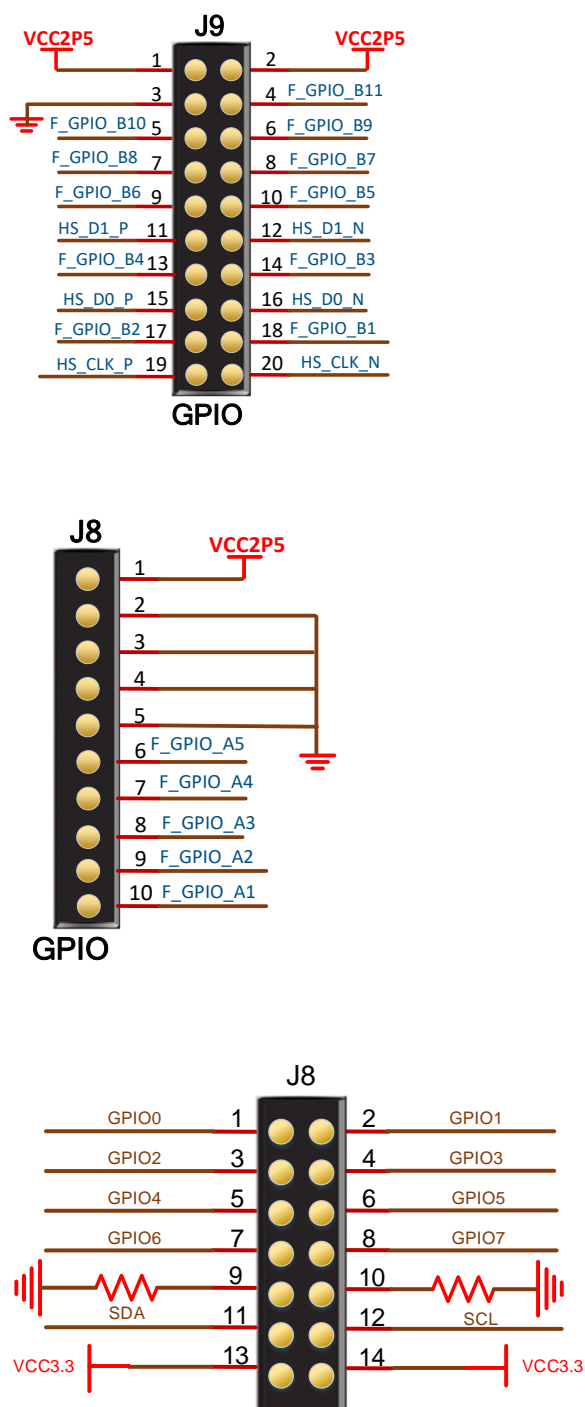 J9
VCC2P5 VCC2P5
1 2
3 4 F_GPIO_B11
F_GPIO_B10 5 6 F_GPIO_B9
F_GPIO_B8 7 8 F_GPIO_B7
F_GPIO_B6 9 10 F_GPIO_B5
HS_D1_P 11 12 HS_D1_N
F_GPIO_B4 13 14 F_GPIO_B3
HS_D0_P 15 16 HS_D0_N
F_GPIO_B2 17 18 F_GPIO_B1
HS_CLK_P 19 20 HS_CLK_N
GPIO
J8
VCC2P5
1
2
3
4
5
6 F_GPIO_A5
7 F_GPIO_A4
8 F_GPIO_A3
9 F_GPIO_A2
10 F_GPIO_A1
GPIO
J8
GPIO0 1 2 GPIO1
GPIO2 3 4 GPIO3
GPIO4 5 6 GPIO5
GPIO6 7 8 GPIO7
9 10
SDA 11 12 SCL
VCC3.3 13 14 VCC3.3